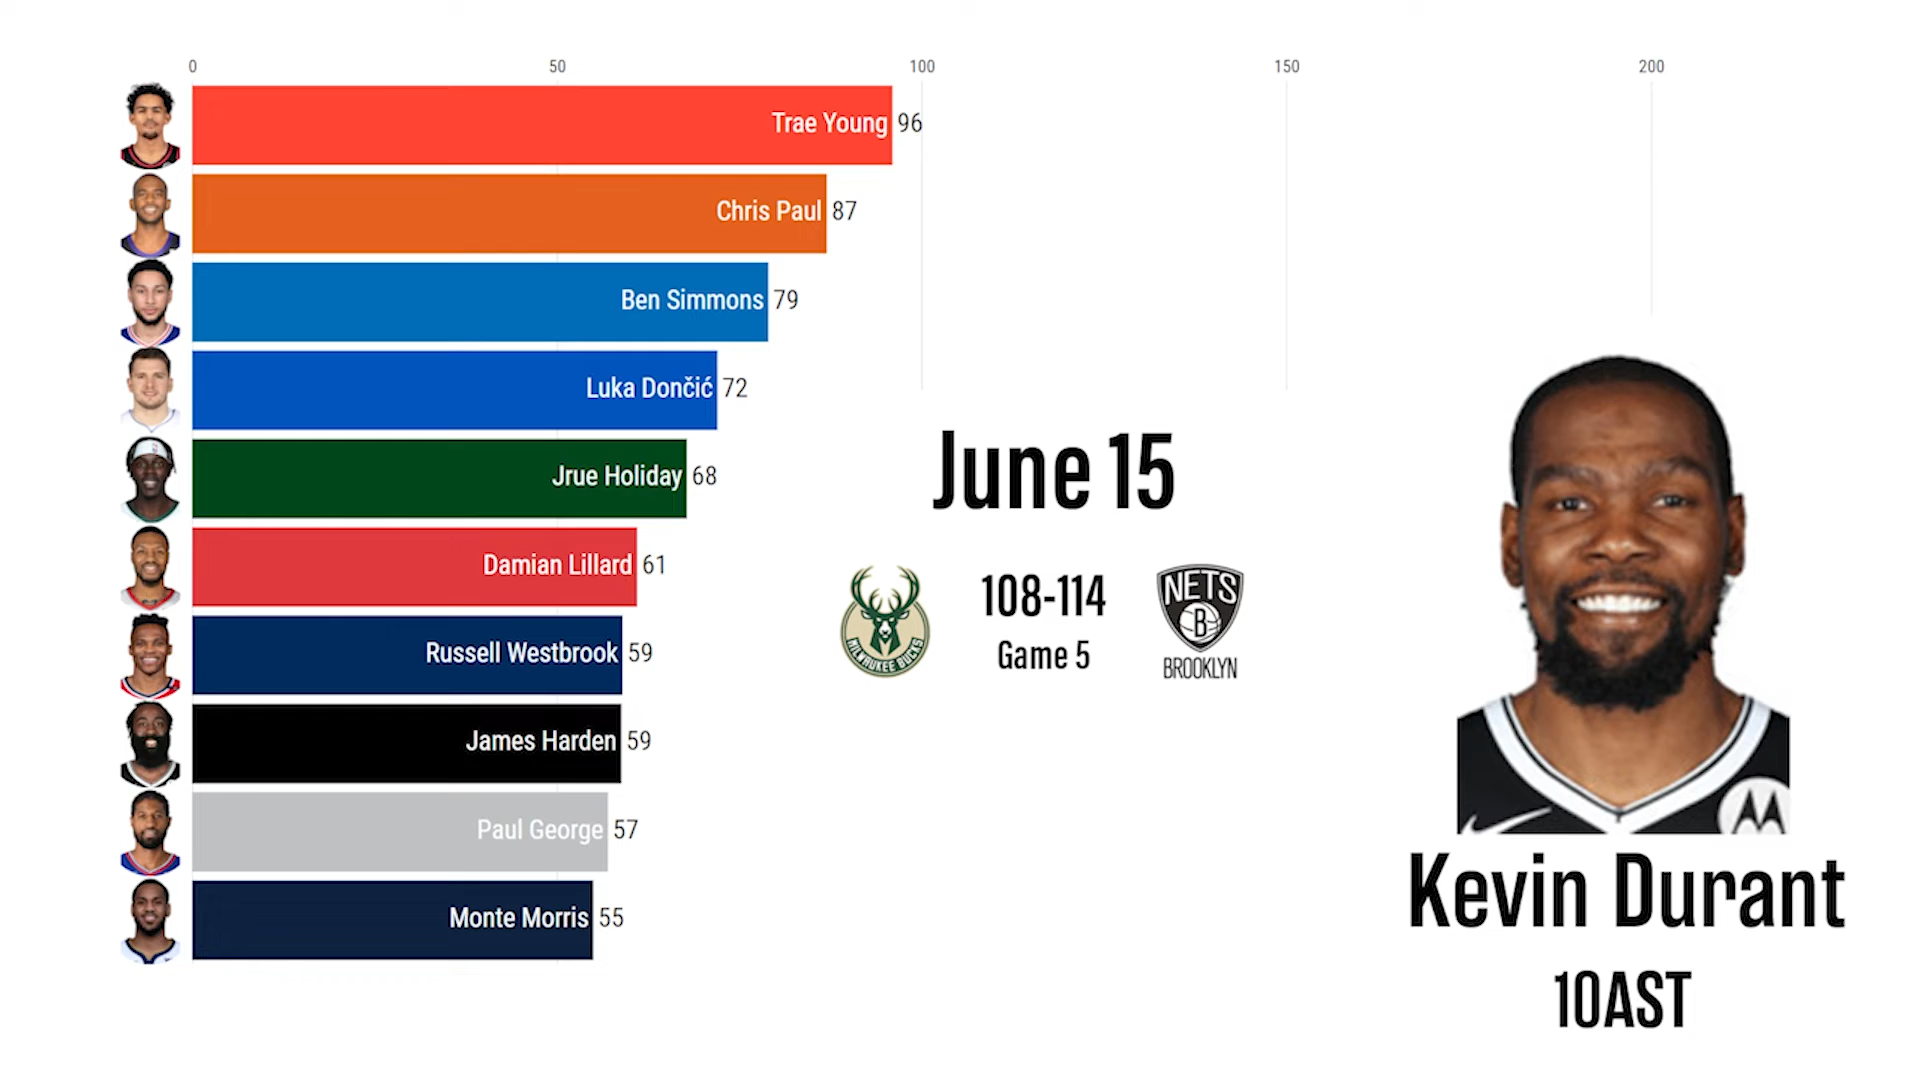 0 50 100 150 200
Trae Young 96
Chris Paul 87
Ben Simmons 79
Luka Dončić 72
Jrue Holiday 68
Damian Lillard 61
Russell Westbrook 59
James Harden 59
Paul George 57
Monte Morris 55
June 15
MILWAUKEE BUCKS
108-114
Game 5
NETS
B
BROOKLYN
Kevin Durant
10AST